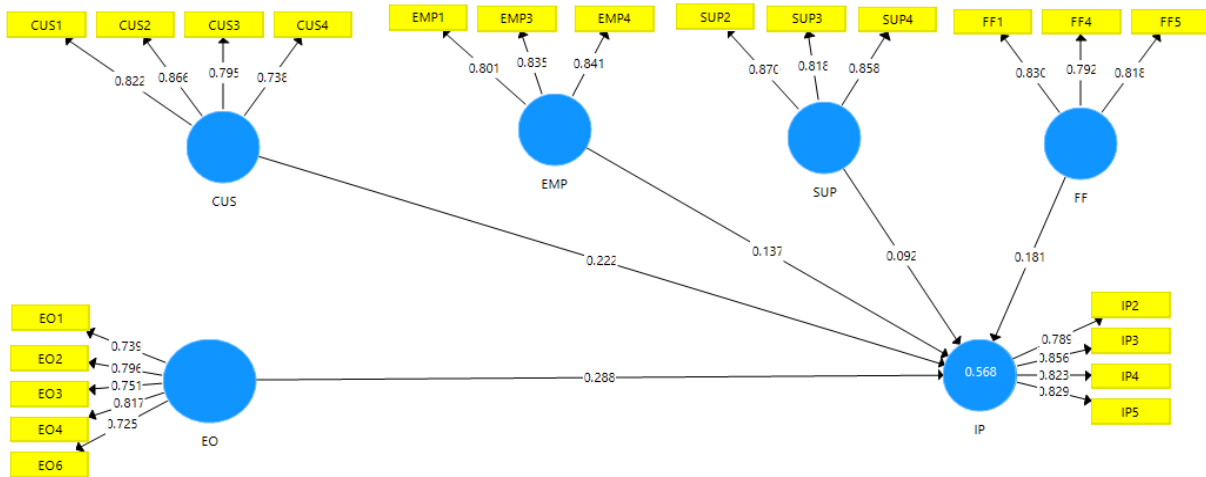 CUS1 CUS2 CUS3 CUS4 EMP1 EMP3 EMP4 SUP2 SUP3 SUP4 FF1 FF4 FF5
0.822 0.866 0.795 0.738 0.801 0.835 0.841 0.870 0.818 0.858 0.830 0.792 0.818
CUS EMP SUP FF
0.222 0.137 0.092 0.181
EO1
EO2
EO3
EO4
EO6
0.739
0.796
0.751
0.817
0.725
EO
0.288
0.568
IP
0.789
0.856
0.823
0.829
IP2
IP3
IP4
IP5